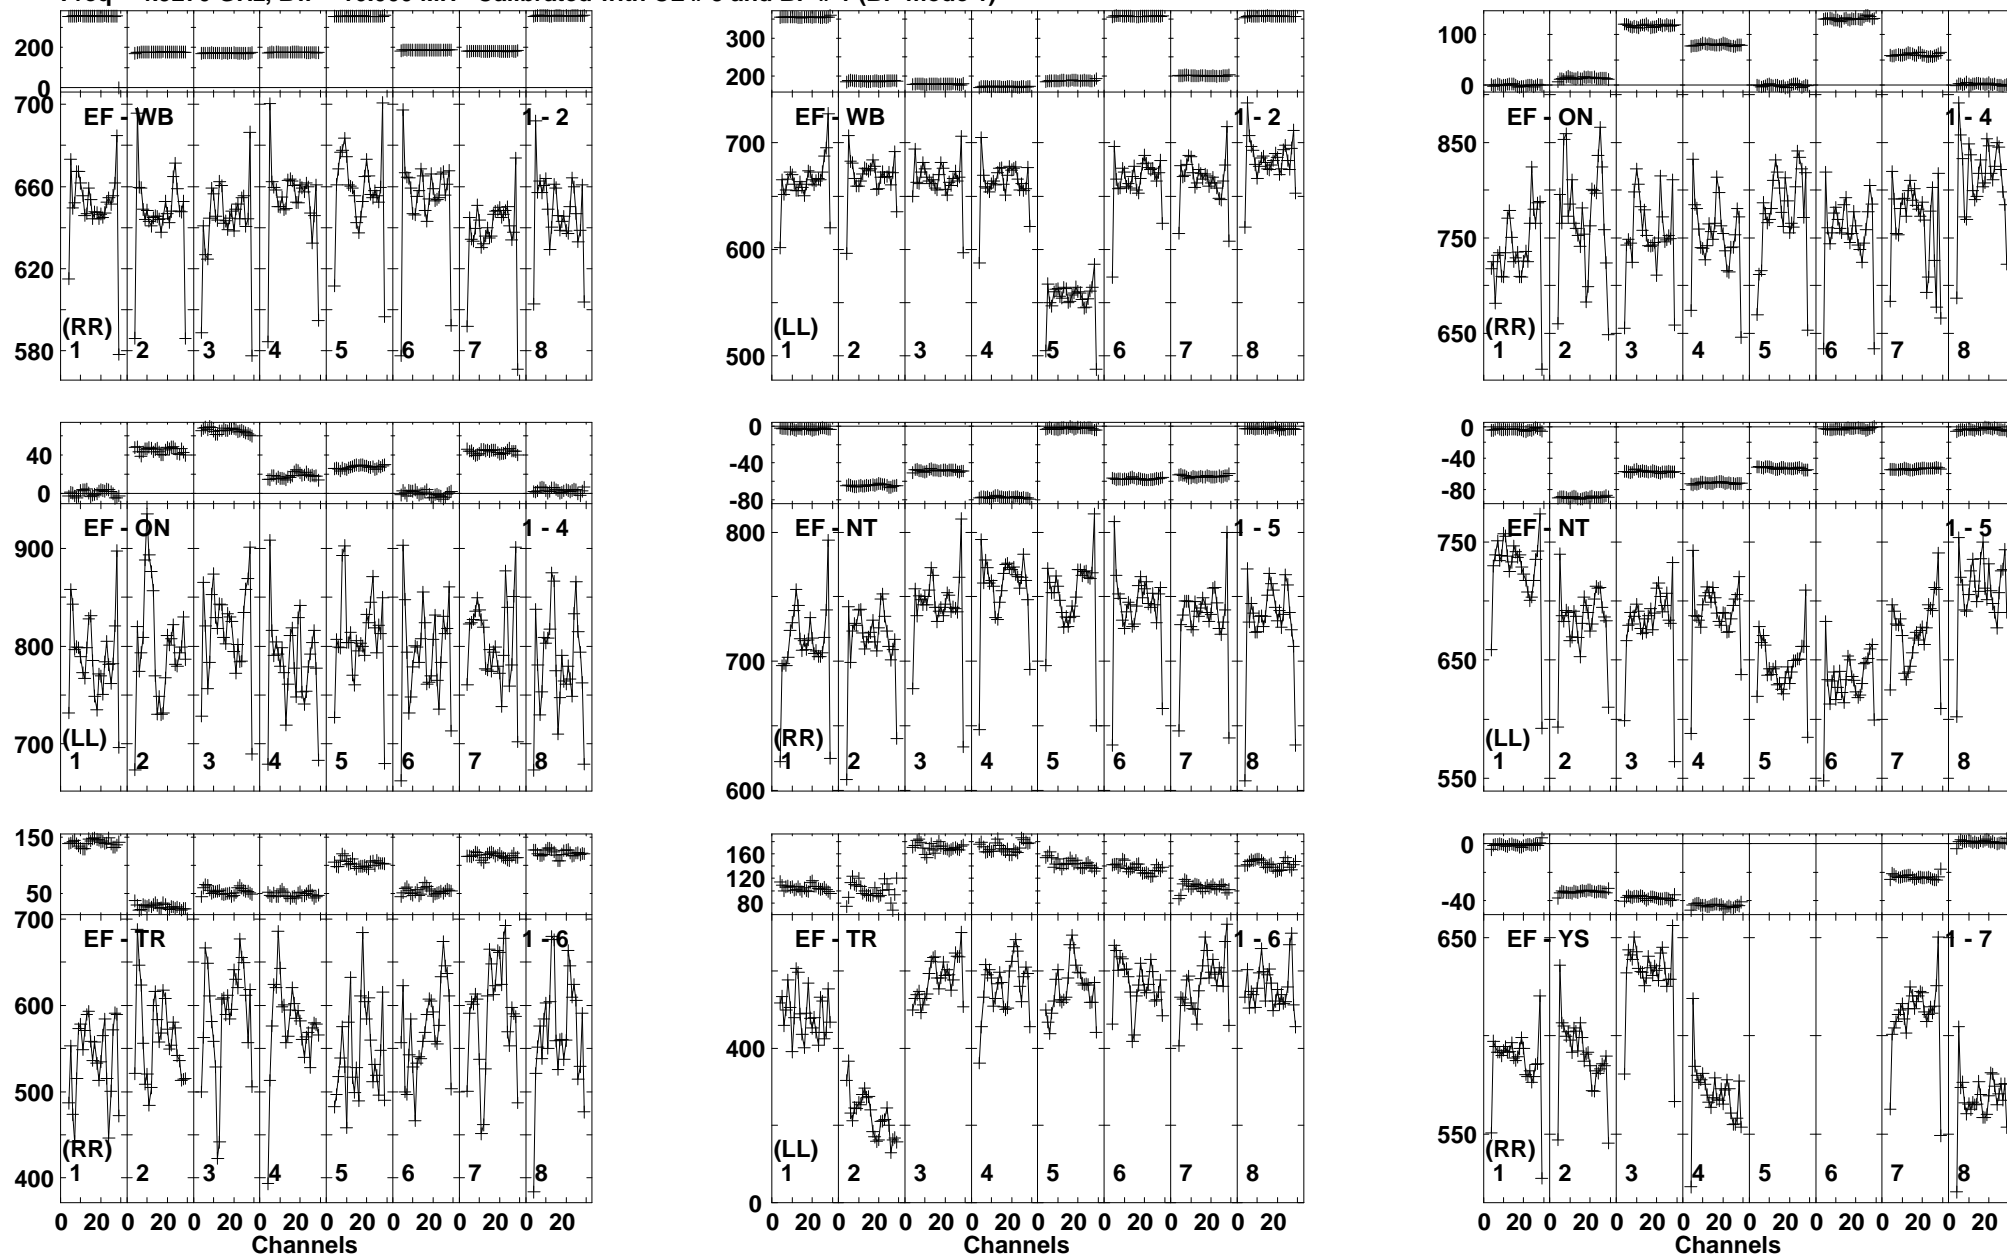 200
0
700
660
620
580
EF - WB 1 - 2
(RR)
1 2 3 4 5 6 7 8
300
200
700
600
500
EF - WB 1 - 2
(LL)
1 2 3 4 5 6 7 8
100
0
850
750
650
EF - ON 1 - 4
(RR)
1 2 3 4 5 6 7 8
40
0
900
800
700
EF - ON 1 - 4
(LL)
1 2 3 4 5 6 7 8
0
-40
-80
800
700
600
EF - NT 1 - 5
(RR)
1 2 3 4 5 6 7 8
0
-40
-80
750
650
550
EF - NT 1 - 5
(LL)
1 2 3 4 5 6 7 8
150
50
700
600
500
400
EF - TR 1 - 6
(RR)
1 2 3 4 5 6 7 8
0 20 0 20 0 20 0 20 0 20 0 20 0 20 0 20
Channels
160
120
80
400
0
EF - TR 1 - 6
(LL)
1 2 3 4 5 6 7 8
0 20 0 20 0 20 0 20 0 20 0 20 0 20 0 20
Channels
0
-40
650
550
EF - YS 1 - 7
(RR)
1 2 3 4 5 6 7 8
0 20 0 20 0 20 0 20 0 20 0 20 0 20 0 20
Channels